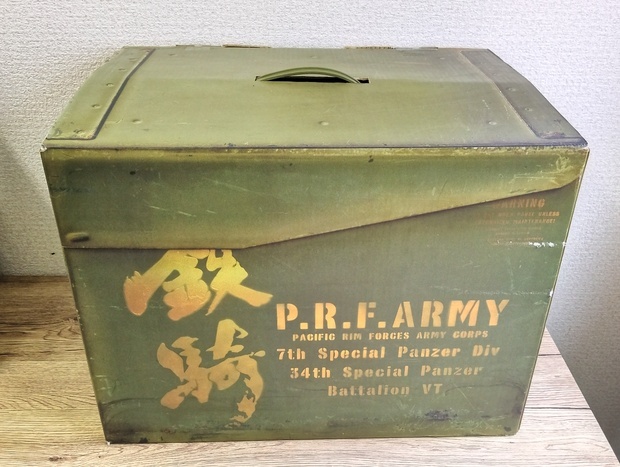 WARNING
鉄騎
P.R.F.ARMY
PACIFIC RIM FORCES ARMY CORPS
7th Special Panzer Div
34th Special Panzer
Battalion VT